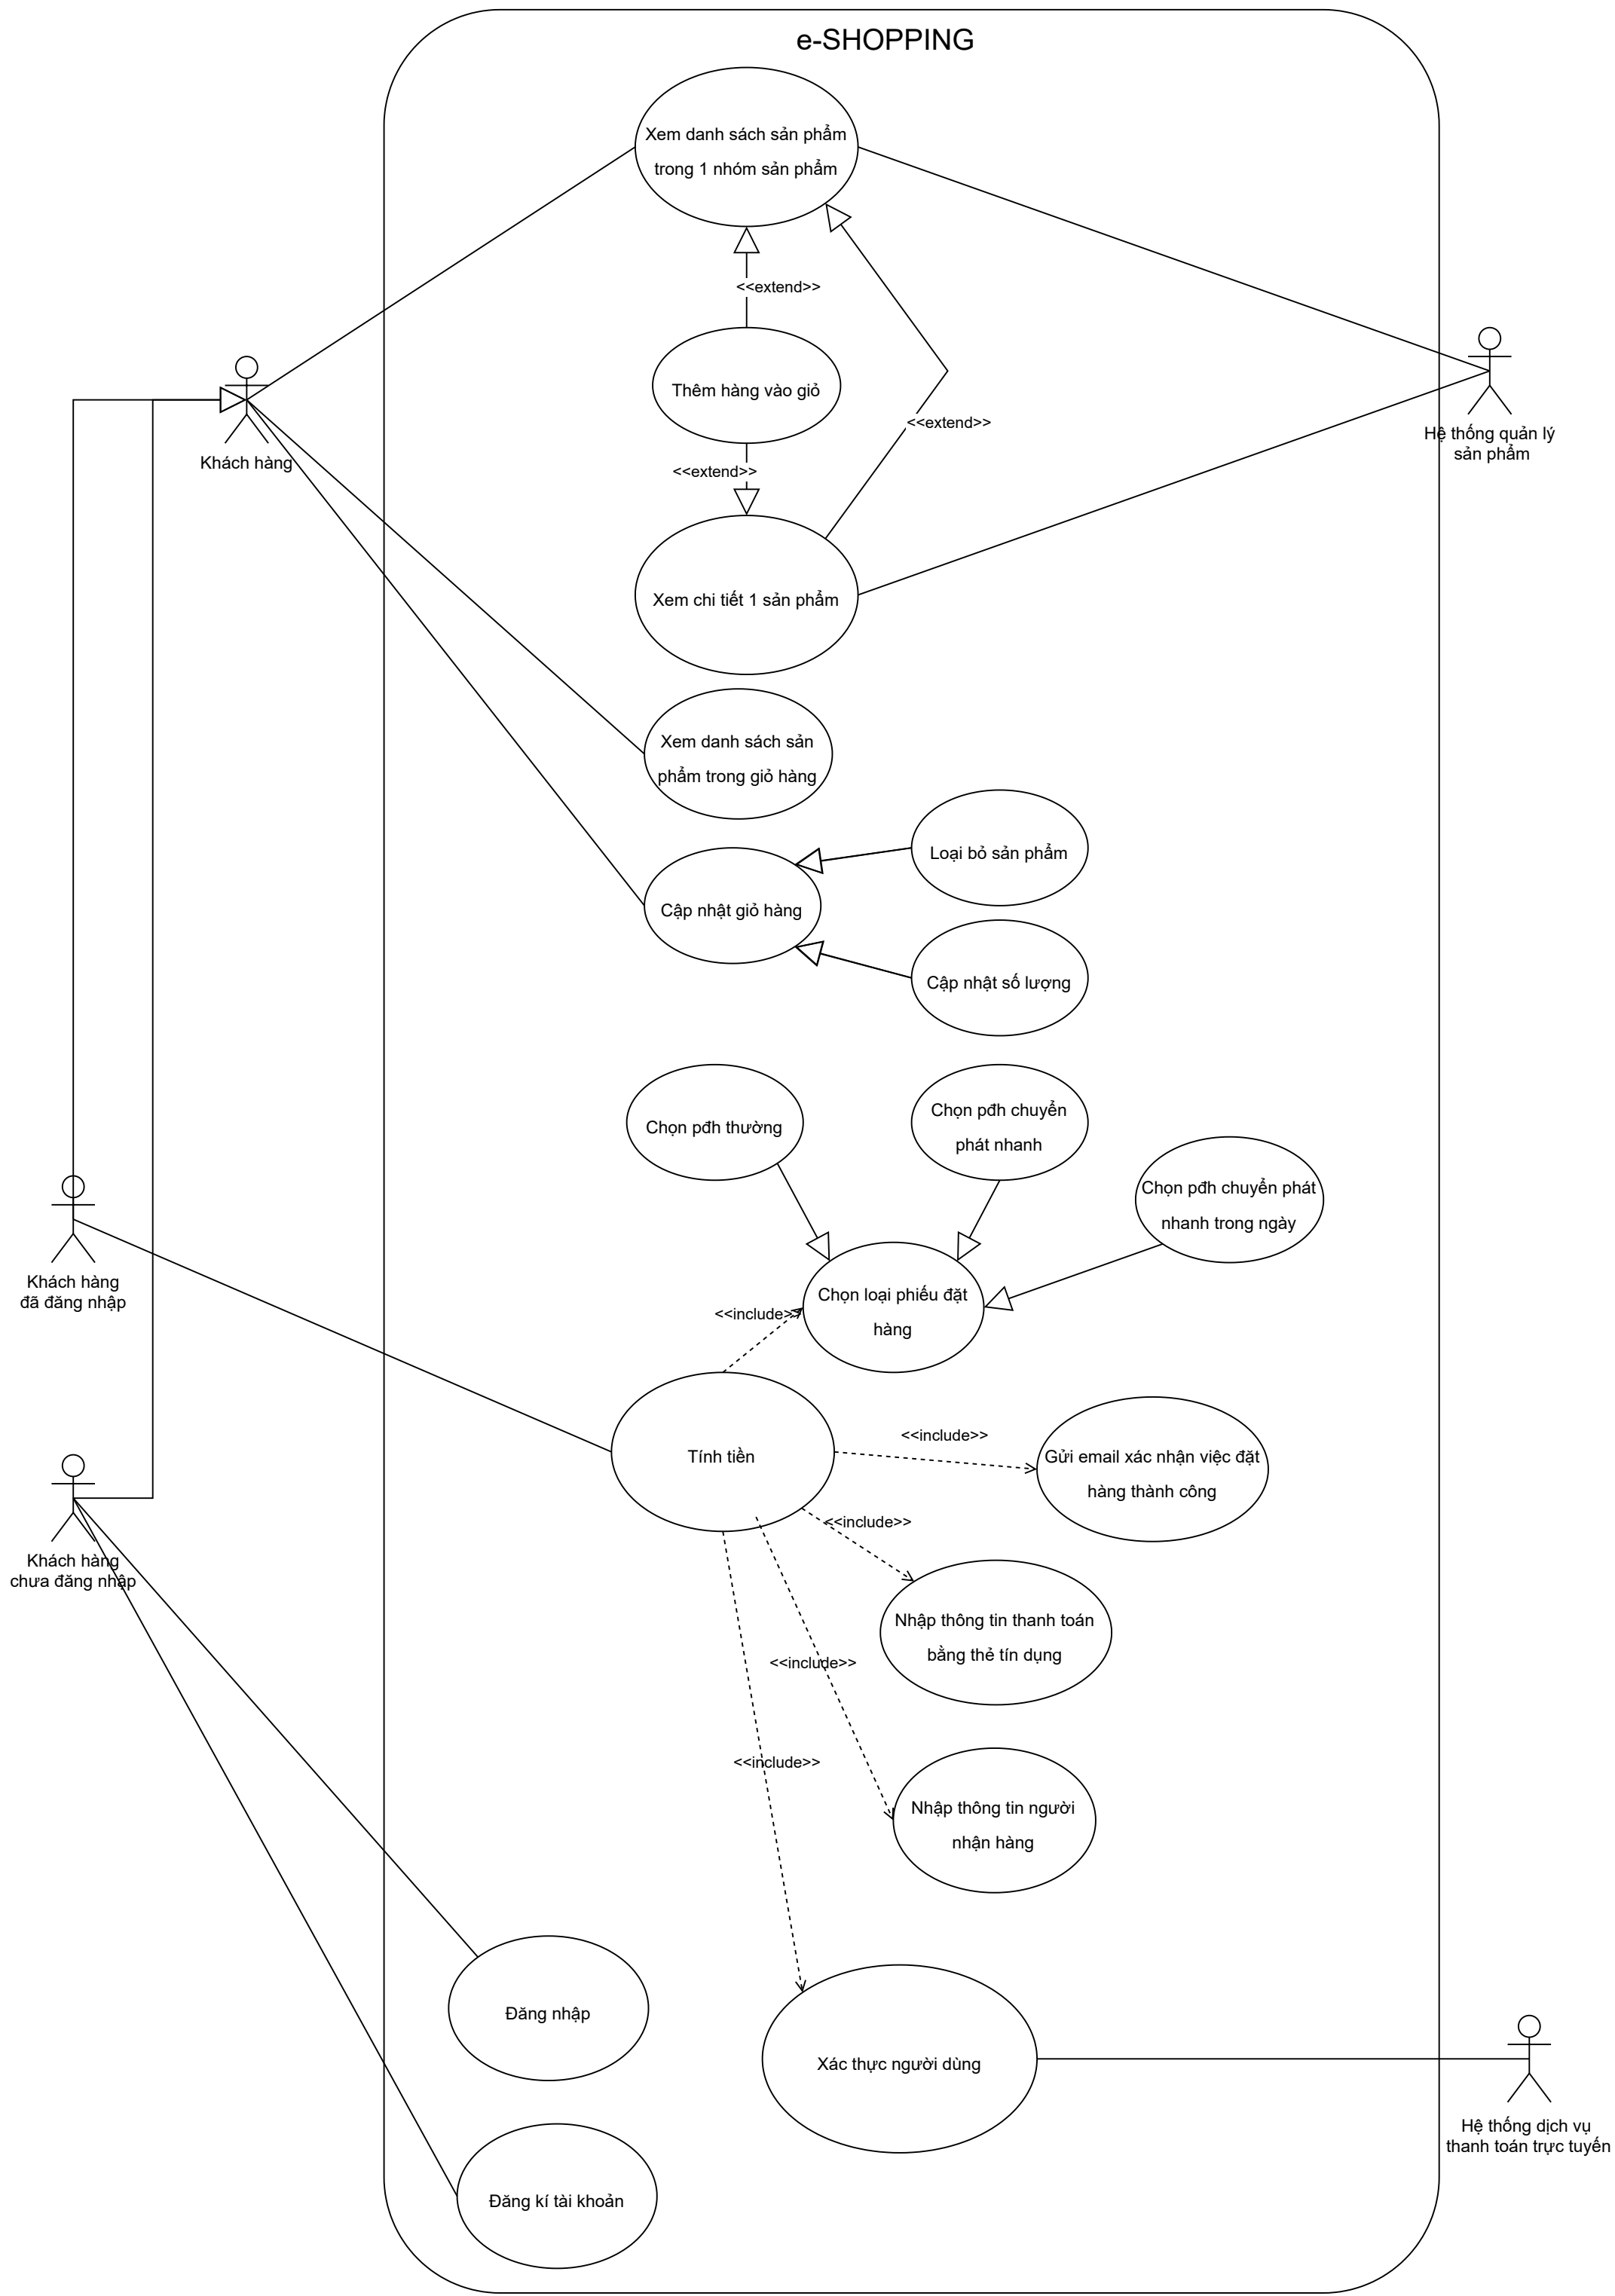 e-SHOPPING
Xem danh sách sản phẩm
trong 1 nhóm sản phẩm
<<extend>>
Thêm hàng vào giỏ
<<extend>>
<<extend>>
Khách hàng
Hệ thống quản lý
sản phẩm
Xem chi tiết 1 sản phẩm
Xem danh sách sản
phẩm trong giỏ hàng
Loại bỏ sản phẩm
Cập nhật giỏ hàng
Cập nhật số lượng
Chọn pđh thường
Chọn pđh chuyển
phát nhanh
Chọn pđh chuyển phát
nhanh trong ngày
Khách hàng
đã đăng nhập
Chọn loại phiếu đặt
hàng
<<include>>
Tính tiền
<<include>>
Gửi email xác nhận việc đặt
hàng thành công
<<include>>
Khách hàng
chưa đăng nhập
Nhập thông tin thanh toán
bằng thẻ tín dụng
<<include>>
<<include>>
Nhập thông tin người
nhận hàng
Đăng nhập
Xác thực người dùng
Hệ thống dịch vụ
thanh toán trực tuyến
Đăng kí tài khoản